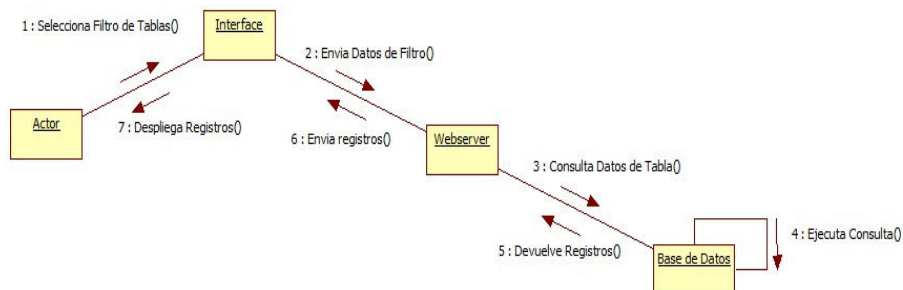 Interface
1 : Selecciona Filtro de Tablas()
2 : Envia Datos de Filtro()
Actor
7 : Despliega Registros()
6 : Envia registros()
Webserver
3 : Consulta Datos de Tabla()
4 : Ejecuta Consulta()
5 : Devuelve Registros()
Base de Datos